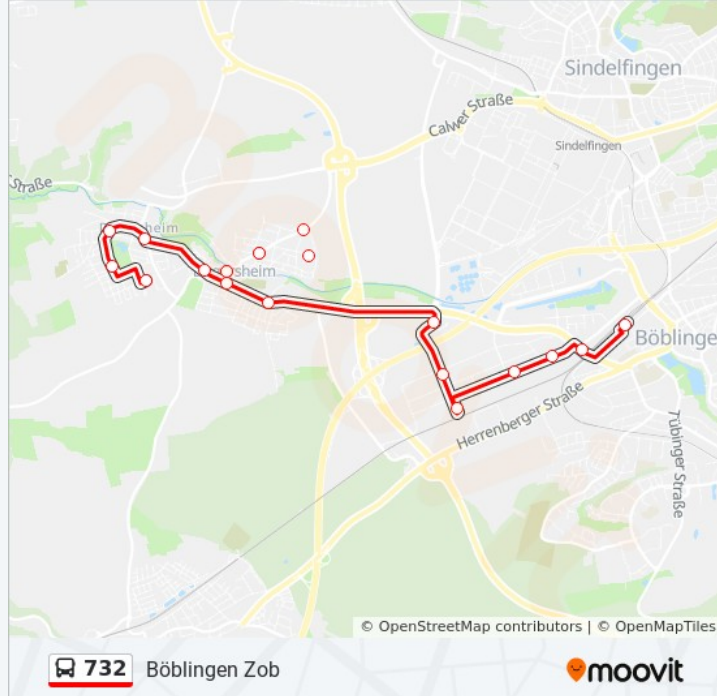 Sindelfingen
Calwer Straße
Sindelfingen
Straße
Böblinge
Herrenberger Straße
Tübinger Straße
© OpenStreetMap contributors | © OpenMapTiles
732 Böblingen Zob
moovit